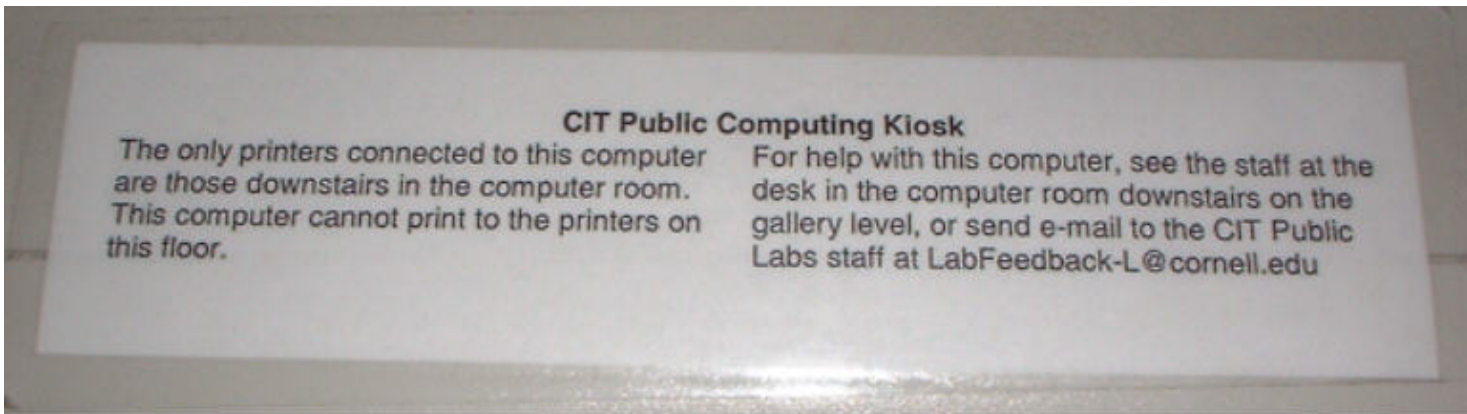 CIT Public Computing Kiosk
The only printers connected to this computer
are those downstairs in the computer room.
This computer cannot print to the printers on
this floor.
For help with this computer, see the staff at the
desk in the computer room downstairs on the
gallery level, or send e-mail to the CIT Public
Labs staff at LabFeedback-L@cornell.edu